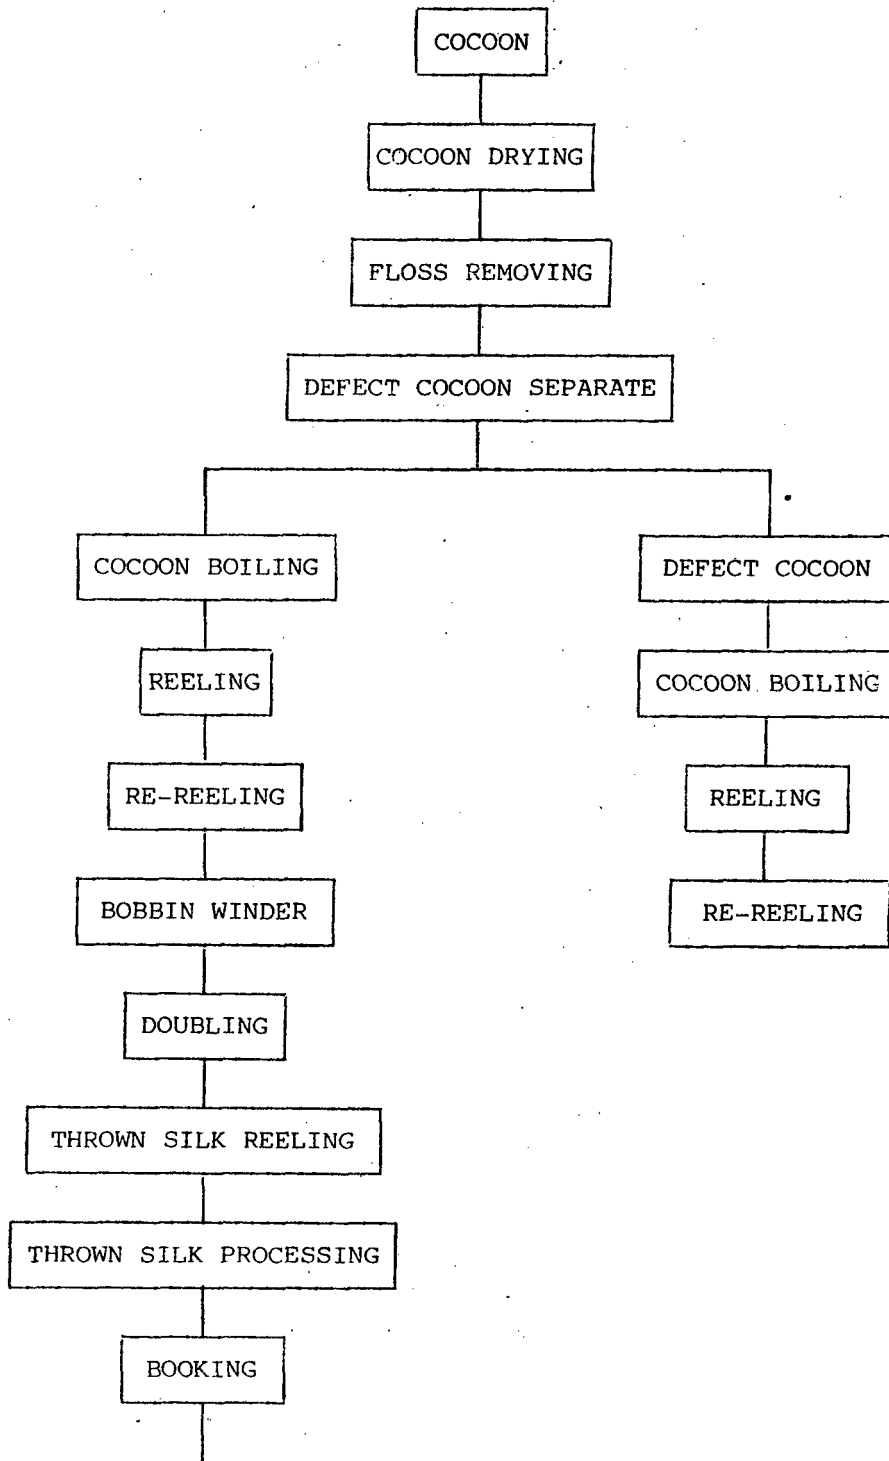 COCOON
COCOON DRYING
FLOSS REMOVING
DEFECT COCOON SEPARATE
COCOON BOILING
REELING
RE-REELING
BOBBIN WINDER
DOUBLING
THROWN SILK REELING
THROWN SILK PROCESSING
BOOKING
DEFECT COCOON
COCOON BOILING
REELING
RE-REELING